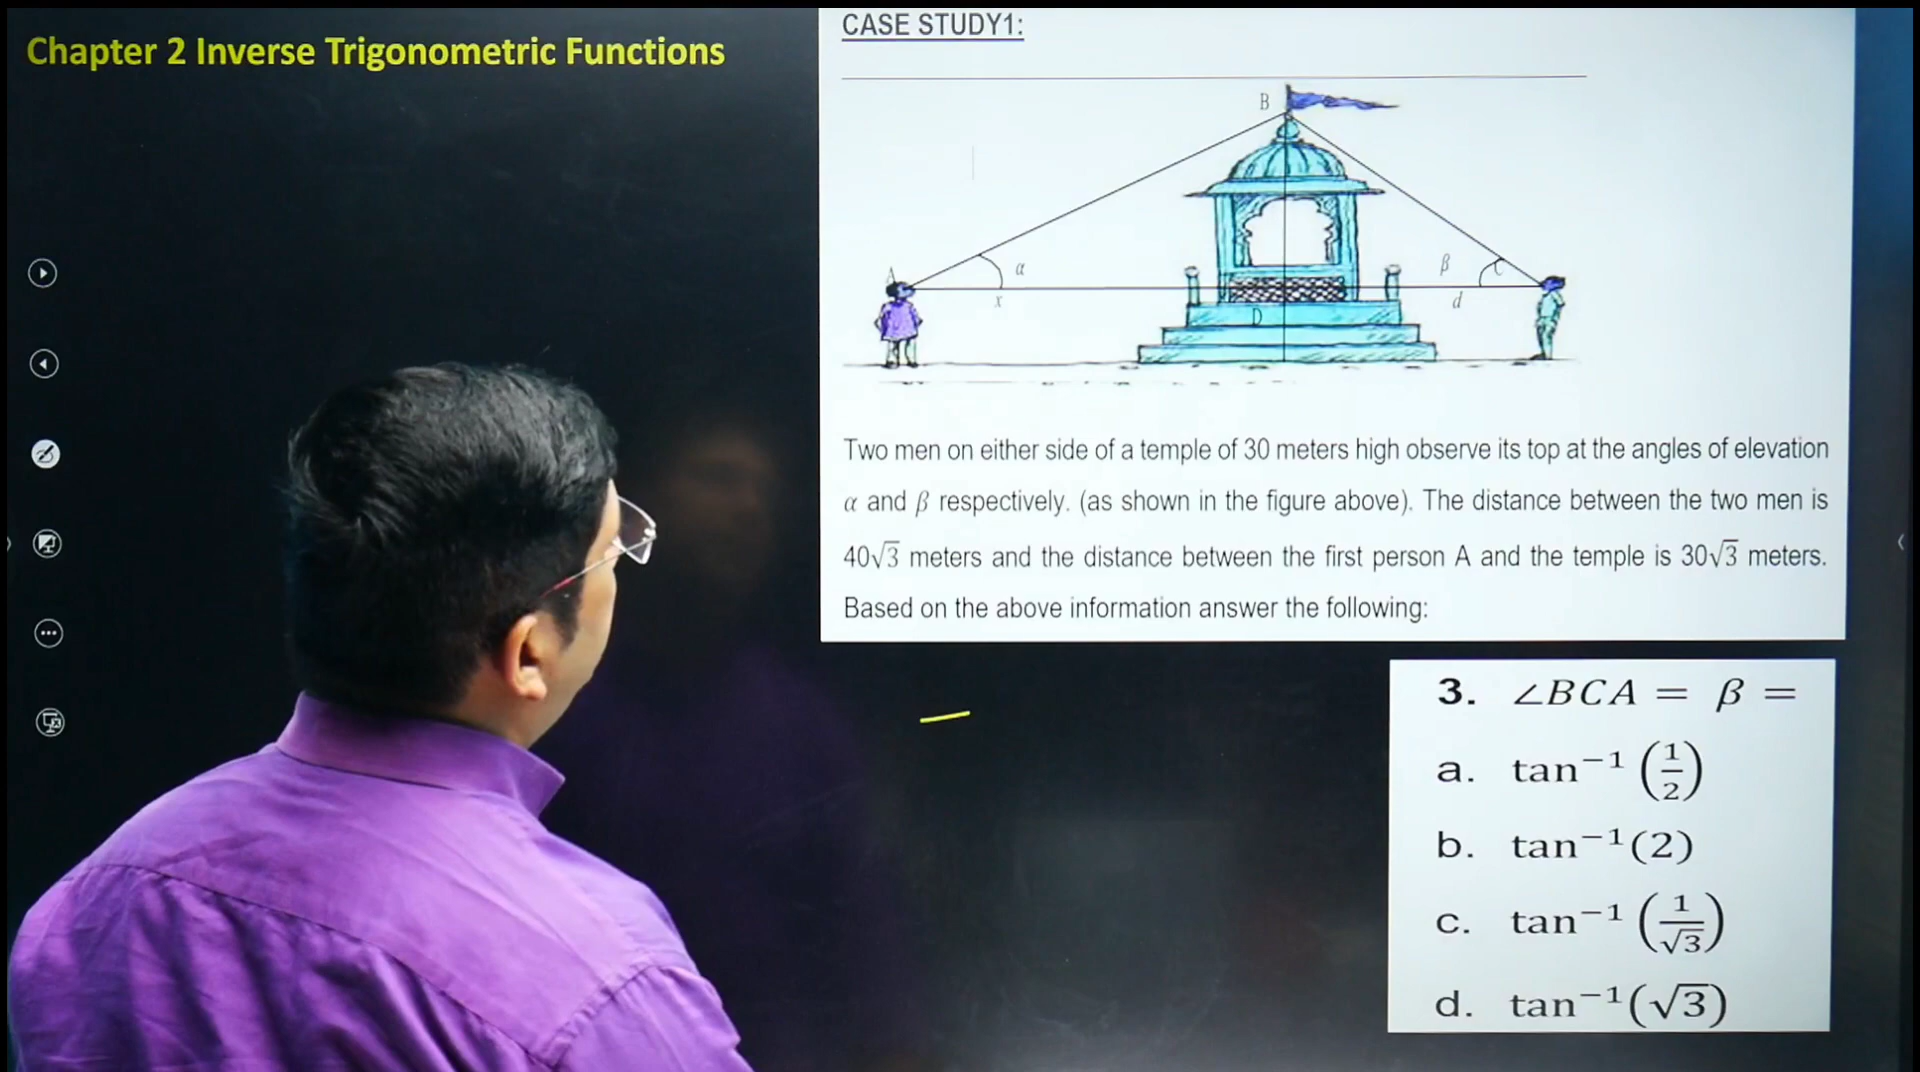 Chapter 2 Inverse Trigonometric Functions
CASE STUDY1:
B
A
α
x
β
C
d
D
Two men on either side of a temple of 30 meters high observe its top at the angles of elevation
α and β respectively. (as shown in the figure above). The distance between the two men is
40√3 meters and the distance between the first person A and the temple is 30√3 meters.
Based on the above information answer the following:
3. ∠BCA = β =
a. tan⁻¹(1/2)
b. tan⁻¹(2)
c. tan⁻¹(1/√3)
d. tan⁻¹(√3)